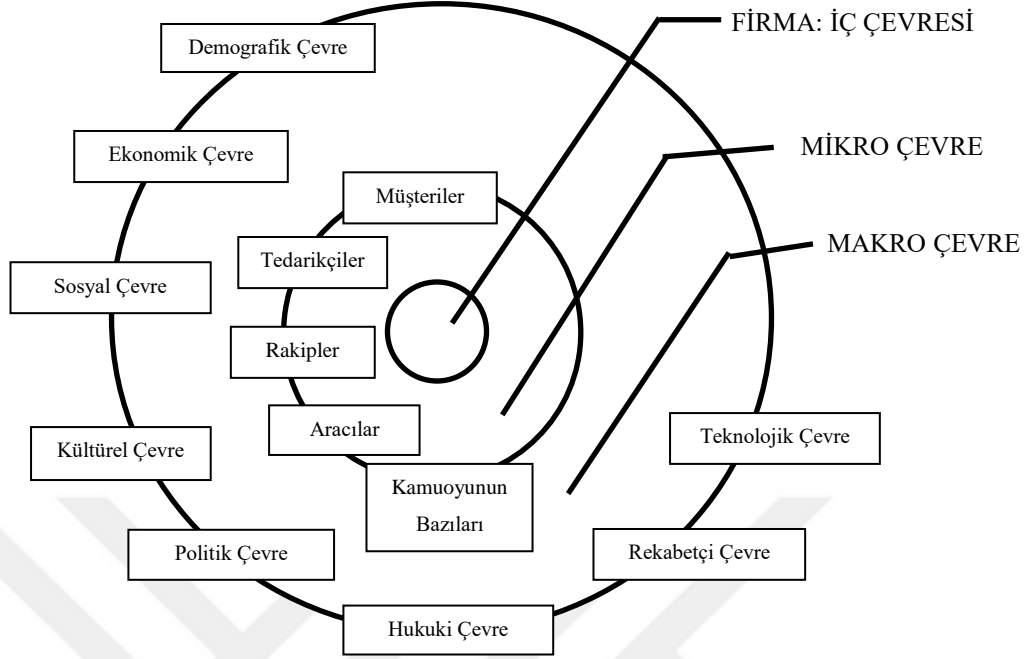 FİRMA: İÇ ÇEVRESİ
Demografik Çevre
Ekonomik Çevre
MİKRO ÇEVRE
Müşteriler
MAKRO ÇEVRE
Tedarikçiler
Sosyal Çevre
Rakipler
Aracılar
Teknolojik Çevre
Kültürel Çevre
Kamuoyunun
Bazıları
Politik Çevre
Rekabetçi Çevre
Hukuki Çevre